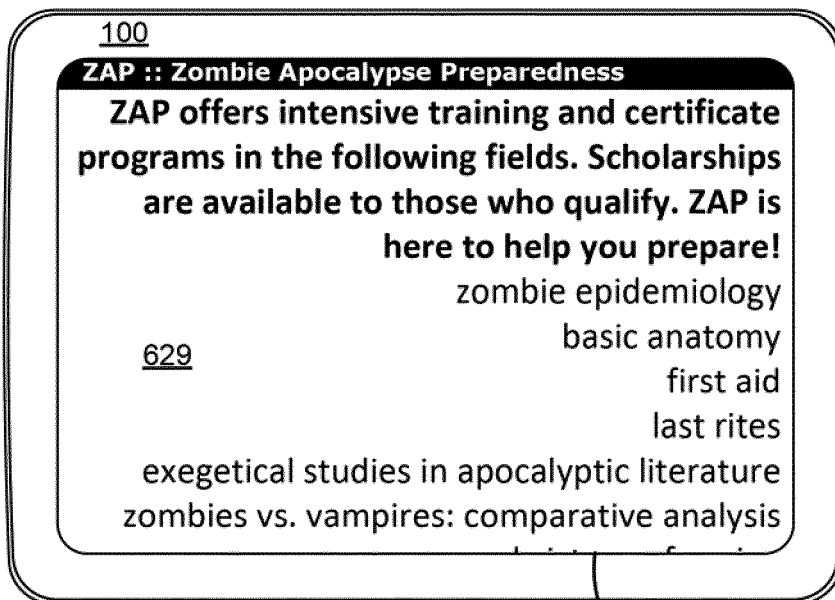 100
ZAP :: Zombie Apocalypse Preparedness
ZAP offers intensive training and certificate
programs in the following fields. Scholarships
are available to those who qualify. ZAP is
here to help you prepare!
zombie epidemiology
basic anatomy
629
first aid
last rites
exegetical studies in apocalyptic literature
zombies vs. vampires: comparative analysis